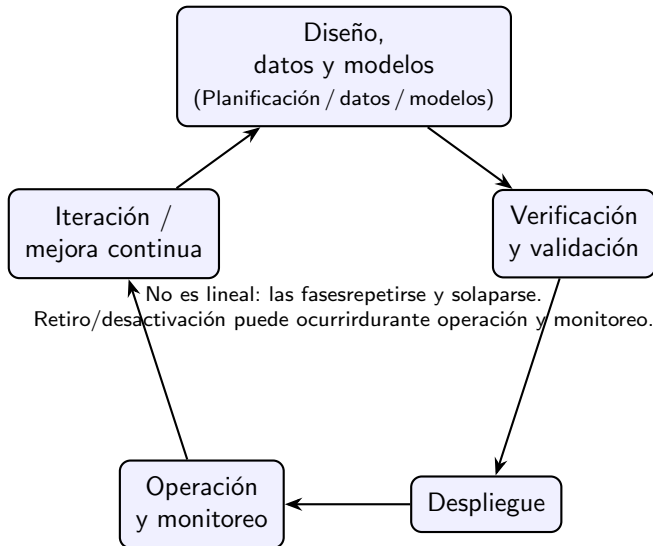 Diseño,
datos y modelos
(Planificación / datos / modelos)
Iteración /
mejora continua
Verificación
y validación
No es lineal: las fasesrepetirse y solaparse.
Retiro/desactivación puede ocurrirdurante operación y monitoreo.
Operación
y monitoreo
Despliegue